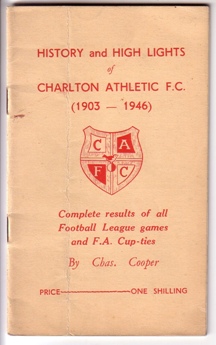 HISTORY and HIGH LIGHTS
of
CHARLTON ATHLETIC F.C.
(1903 — 1946)
C A
F C
Complete results of all
Football League games
and F.A. Cup-ties
By Chas. Cooper
PRICE———ONE SHILLING